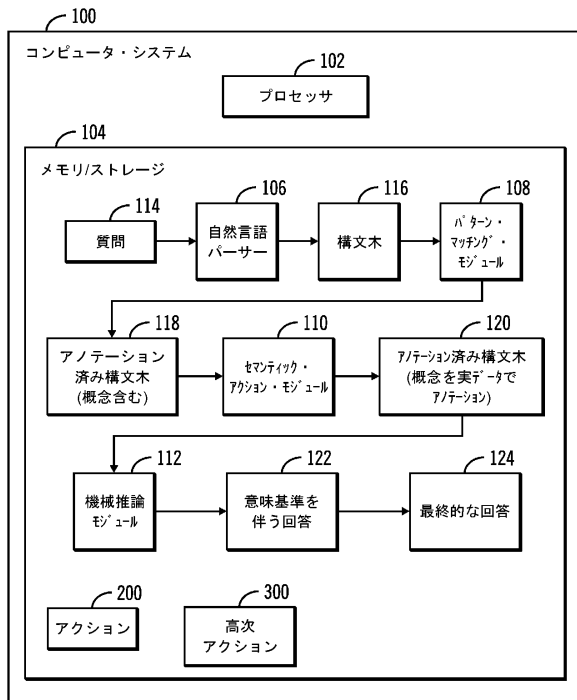 100
コンピュータ・システム
102
プロセッサ
104
メモリ/ストレージ
114
質問
106
自然言語
パーサー
116
構文木
108
ﾊﾟﾀｰﾝ・
ﾏｯﾁﾝｸﾞ・
ﾓｼﾞｭｰﾙ
118
アノテーション
済み構文木
(概念含む)
110
ｾﾏﾝﾃｨｯｸ・
ｱｸｼｮﾝ・ﾓｼﾞｭｰﾙ
120
ｱﾉﾃｰｼｮﾝ済み構文木
(概念を実ﾃﾞｰﾀで
ｱﾉﾃｰｼｮﾝ)
112
機械推論
ﾓｼﾞｭｰﾙ
122
意味基準を
伴う回答
124
最終的な回答
200
アクション
300
高次
アクション